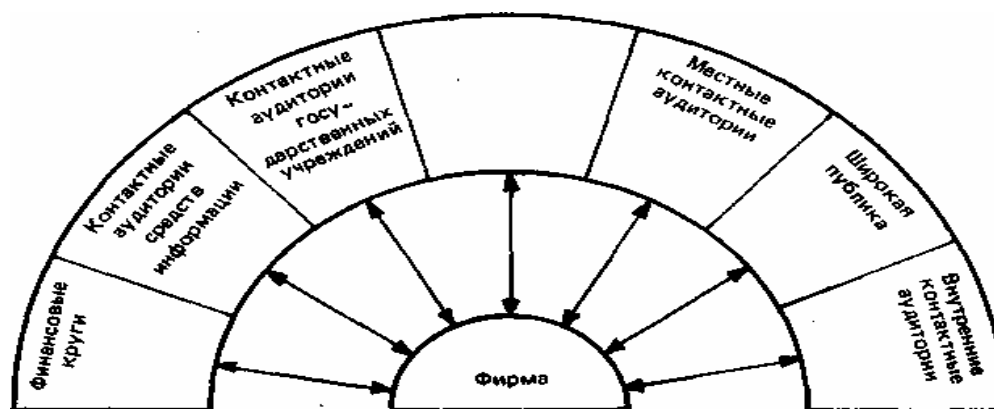 Финансовые
круги
Контактные
аудитории
средств
информации
Контактные
аудитории
госу-
дарственных
учреждений
Местные
контактные
аудитории
Широкая
публика
Внутренние
контактные
аудитории
Фирма